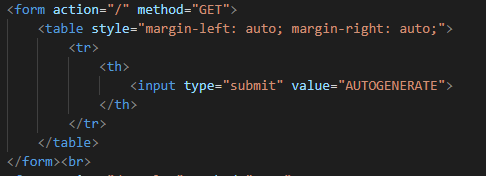 <form action="/" method="GET">
<table style="margin-left: auto; margin-right: auto;">
<tr>
<th>
<input type="submit" value="AUTOGENERATE">
</th>
</tr>
</table>
</form><br>